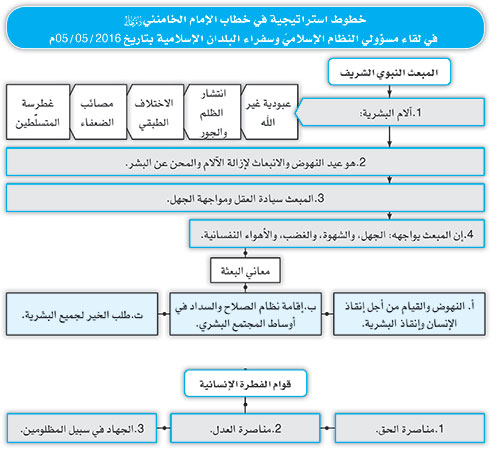 خطوط استراتيجية في خطاب الإمام الخامنئي
في لقاء مسؤولي النظام الإسلاميّ وسفراء البلدان الإسلامية بتاريخ 05/05/2016م
المبعث النبوي الشريف
1.آلام البشرية:
عبودية غير
الله
انتشار
الظلم
والجور
الاختلاف
الطبقي
مصائب
الضعفاء
غطرسة
المتسلّطين
2.هو عيد النهوض والانبعاث لإزالة الآلام والمحن عن البشر.
3.المبعث سيادة العقل ومواجهة الجهل.
4.إن المبعث يواجهه: الجهل، والشهوة، والغضب، والأهواء النفسانية.
معاني البعثة
أ. النهوض والقيام من أجل إنقاذ
الإنسان وإنقاذ البشرية.
ب.إقامة نظام الصلاح والسداد في
أوساط المجتمع البشري.
ت.طلب الخير لجميع البشرية.
قوام الفطرة الإنسانية
1.مناصرة الحق.
2.مناصرة العدل.
3.الجهاد في سبيل المظلومين.